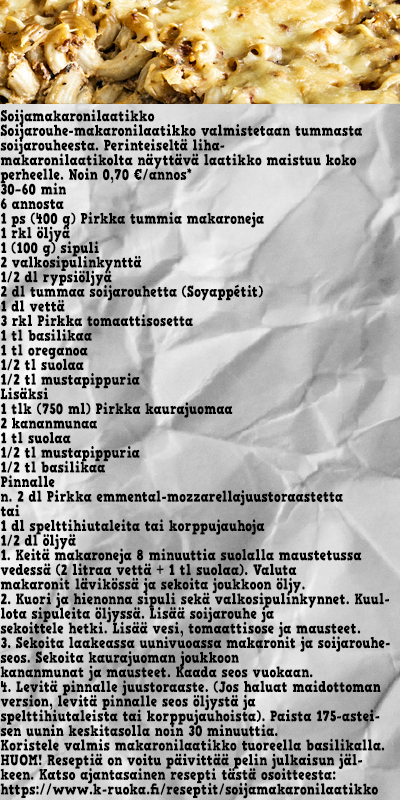 Soijamakaronilaatikko
Soijarouhe-makaronilaatikko valmistetaan tummasta
soijarouheesta. Perinteiseltä liha-
makaronilaatikolta näyttävä laatikko maistuu koko
perheelle. Noin 0,70 €/annos*
30-60 min
6 annosta
1 ps (400 g) Pirkka tummia makaroneja
1 rkl öljyä
1 (100 g) sipuli
2 valkosipulinkynttä
1/2 dl rypsiöljyä
2 dl tummaa soijarouhetta (Soyappétit)
1 dl vettä
3 rkl Pirkka tomaattisosetta
1 tl basilikaa
1 tl oreganoa
1/2 tl suolaa
1/2 tl mustapippuria
Lisäksi
1 tlk (750 ml) Pirkka kaurajuomaa
2 kananmunaa
1 tl suolaa
1/2 tl mustapippuria
1/2 tl basilikaa
Pinnalle
n. 2 dl Pirkka emmental-mozzarellajuustoraastetta
tai
1 dl spelttihiutaleita tai korppujauhoja
1/2 dl öljyä
1. Keitä makaroneja 8 minuuttia suolalla maustetussa
vedessä (2 litraa vettä + 1 tl suolaa). Valuta
makaronit lävikössä ja sekoita joukkoon öljy.
2. Kuori ja hienonna sipuli sekä valkosipulinkynnet. Kuul-
lota sipuleita öljyssä. Lisää soijarouhe ja
sekoittele hetki. Lisää vesi, tomaattisose ja mausteet.
3. Sekoita laakeassa uunivuoassa makaronit ja soijarouhe-
seos. Sekoita kaurajuoman joukkoon
kananmunat ja mausteet. Kaada seos vuokaan.
4. Levitä pinnalle juustoraaste. (Jos haluat maidottoman
version, levitä pinnalle seos öljystä ja
spelttihiutaleista tai korppujauhoista). Paista 175-astei-
sen uunin keskitasolla noin 30 minuuttia.
Koristele valmis makaronilaatikko tuoreella basilikalla.
HUOM! Reseptiä on voitu päivittää pelin julkaisun jäl-
keen. Katso ajantasainen resepti tästä osoitteesta:
https://www.k-ruoka.fi/reseptit/soijamakaronilaatikko